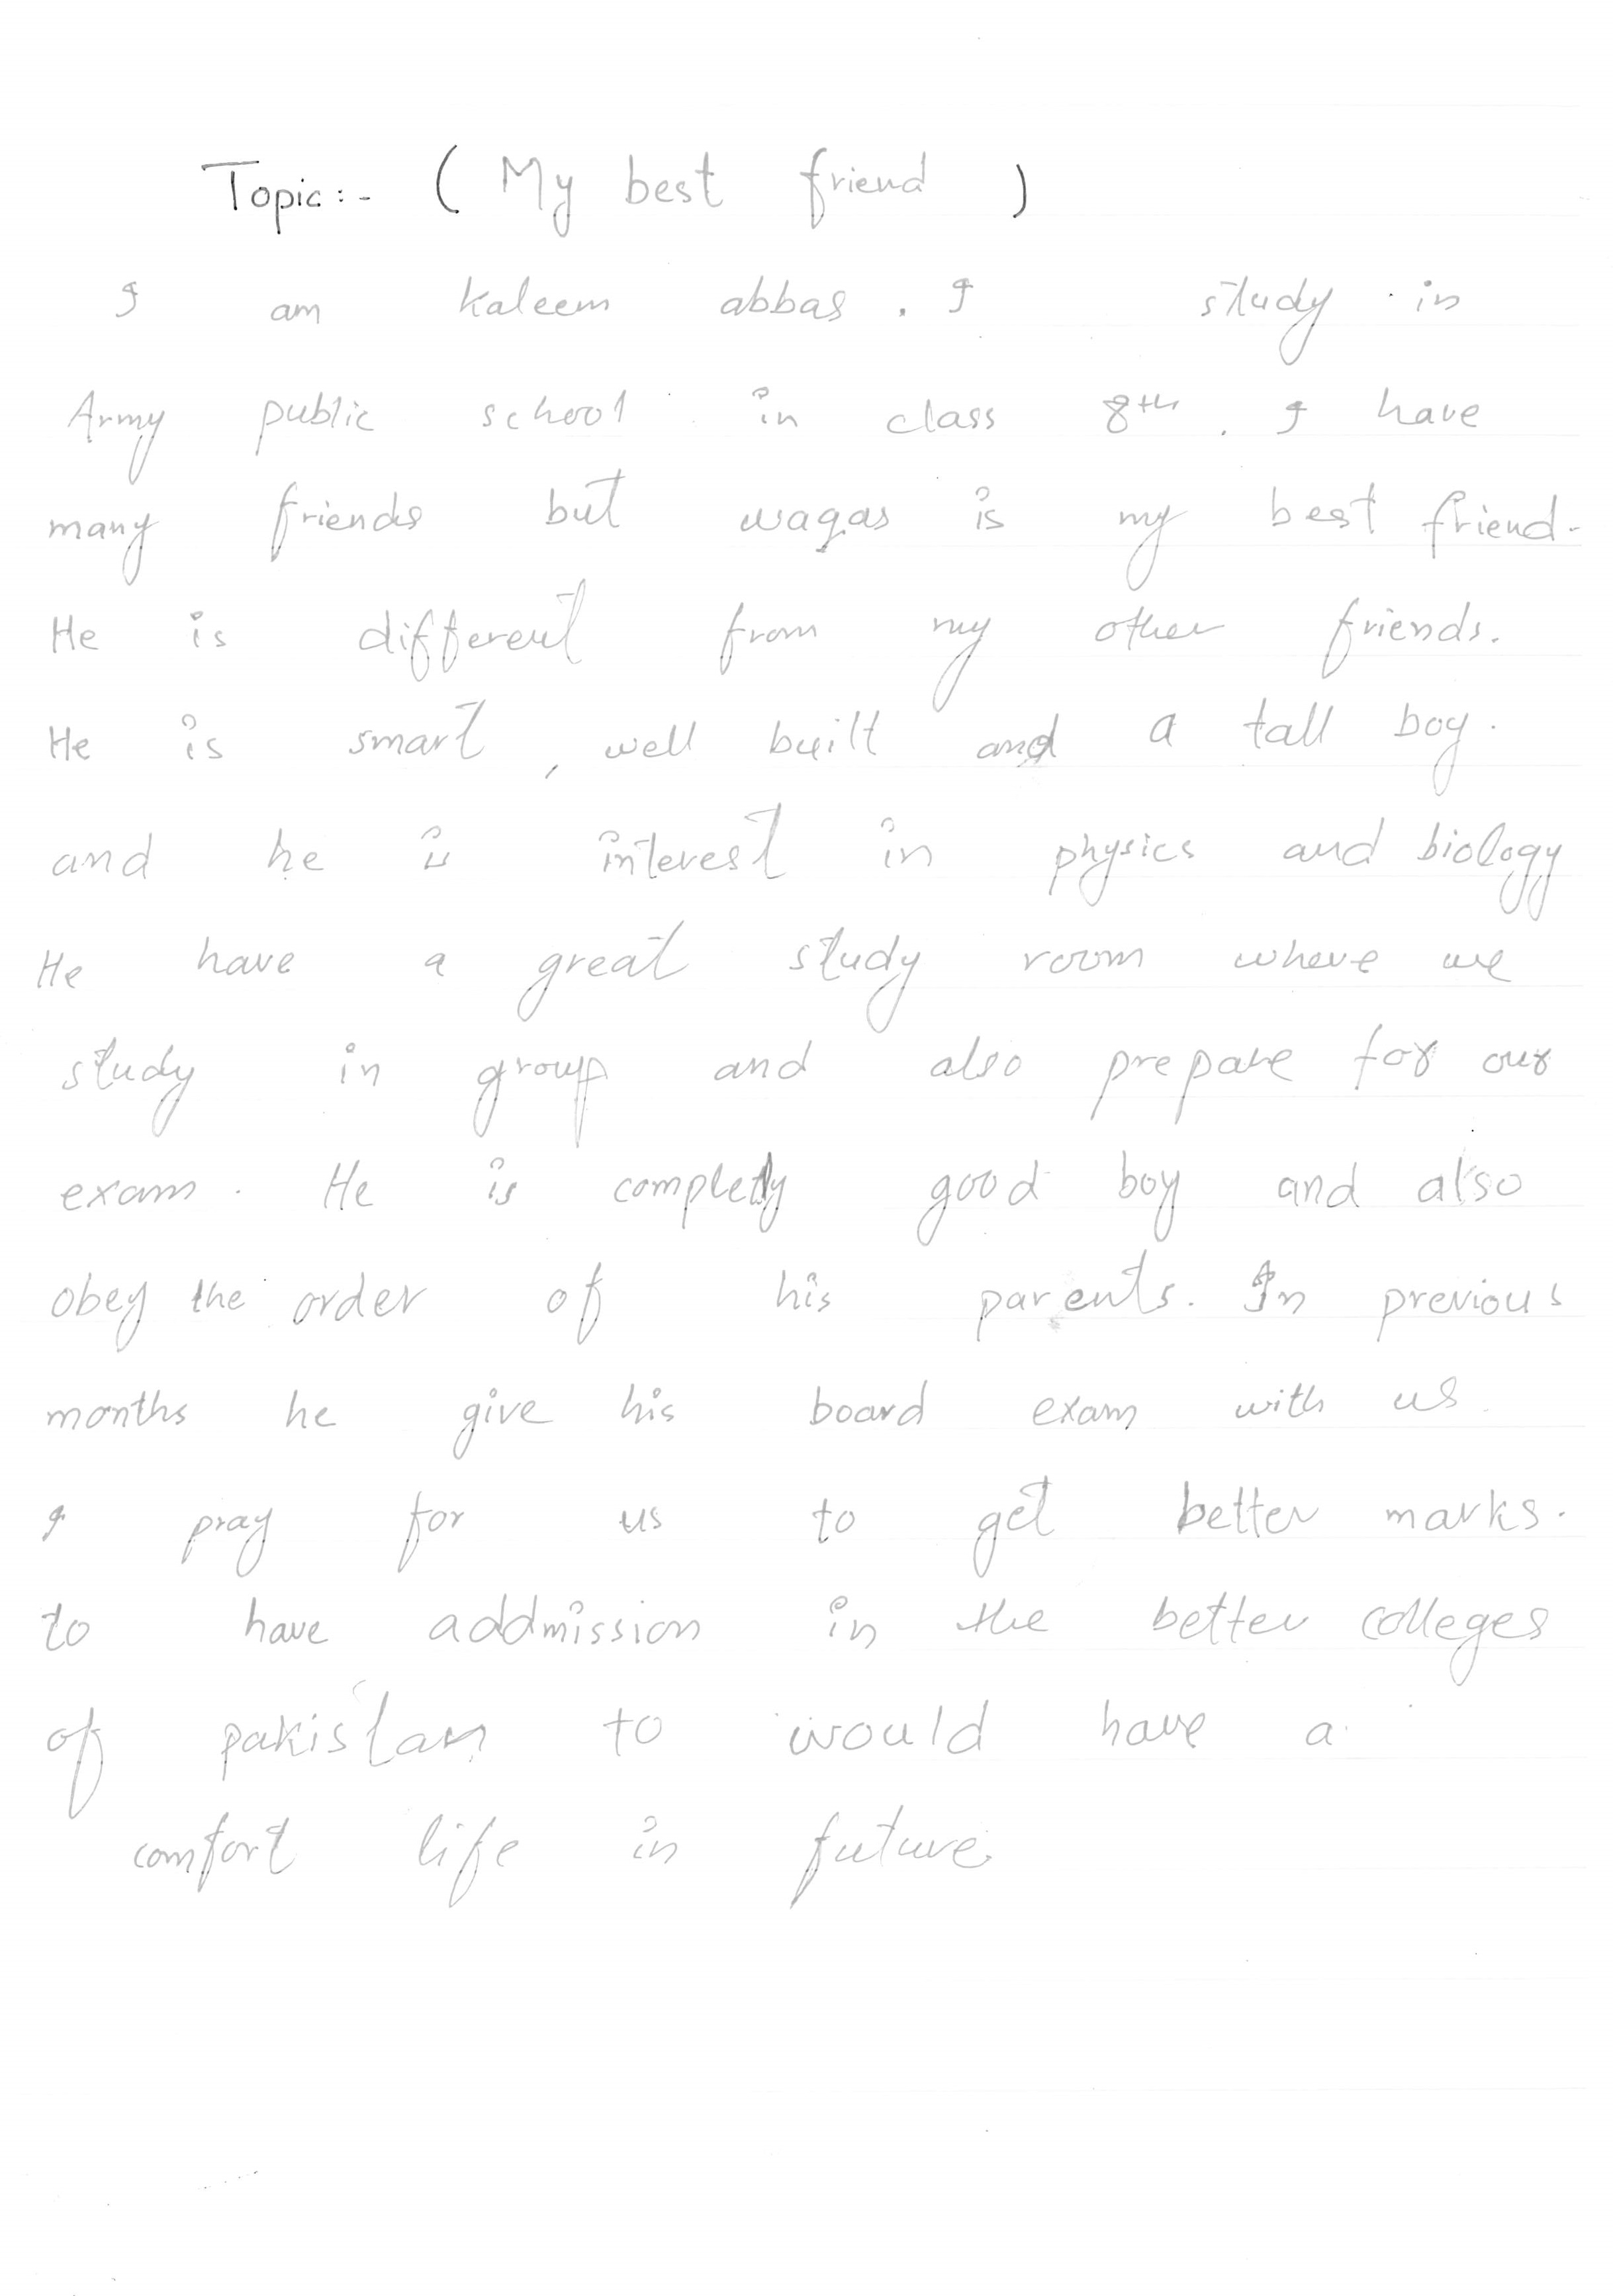 Topic:- ( My best friend )
I am kaleem abbas . I study in
Army public school in class 8th . I have
many friends but waqas is my best friend.
He is different from my other friends.
He is smart , well built and a tall boy.
and he is interest in physics and biology
He have a great study room where we
study in group and also prepare for our
exam . He is completly good boy and also
obey the order of his parents. In previous
months he give his board exam with us
I pray for us to get better marks.
to have addmission in the better colleges
of pakistan to would have a
comfort life in future.